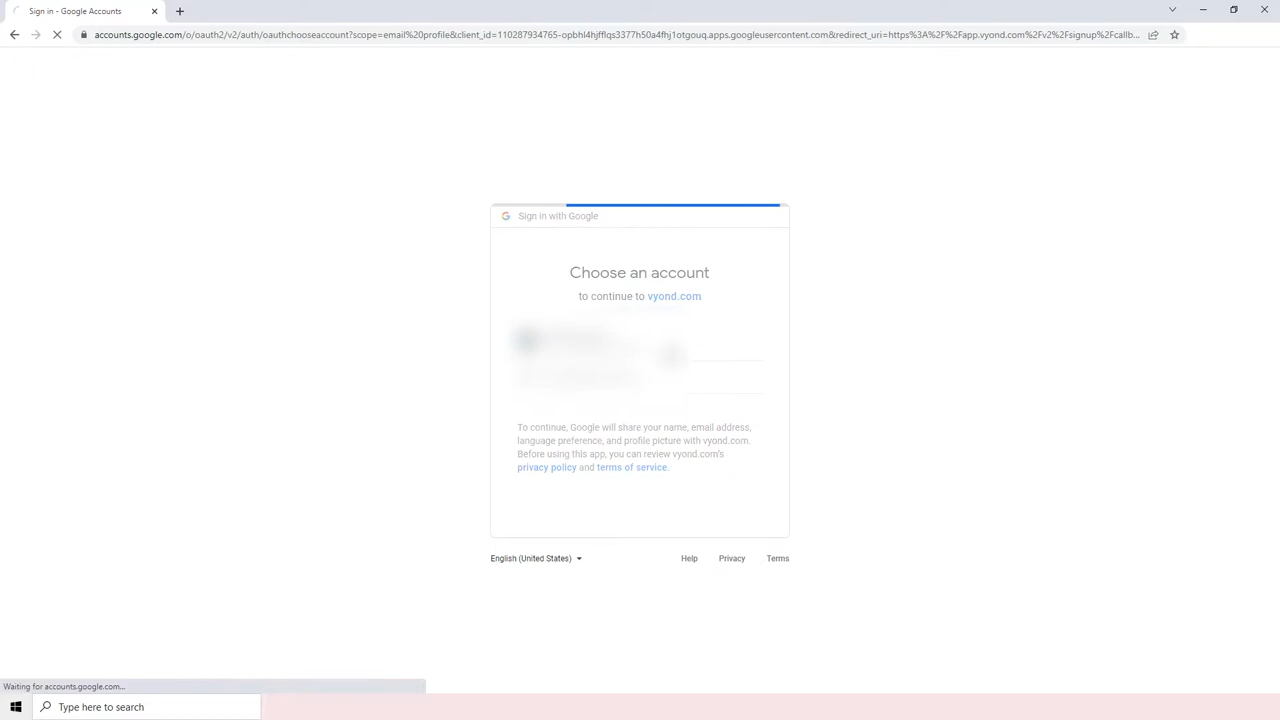 Sign in - Google Accounts
accounts.google.com/o/oauth2/v2/auth/oauthchooseaccount?scope=email%20profile&client_id=110287934765-opbhl4hjfflqs3377h50a4fhj1otgouq.apps.googleusercontent.com&redirect_uri=https%3A%2F%2Fapp.vyond.com%2Fv2%2Fsignup%2Fcallb...
Sign in with Google
Choose an account
to continue to vyond.com
To continue, Google will share your name, email address,
language preference, and profile picture with vyond.com.
Before using this app, you can review vyond.com's
privacy policy and terms of service.
English (United States) Help Privacy Terms
Waiting for accounts.google.com...
Type here to search